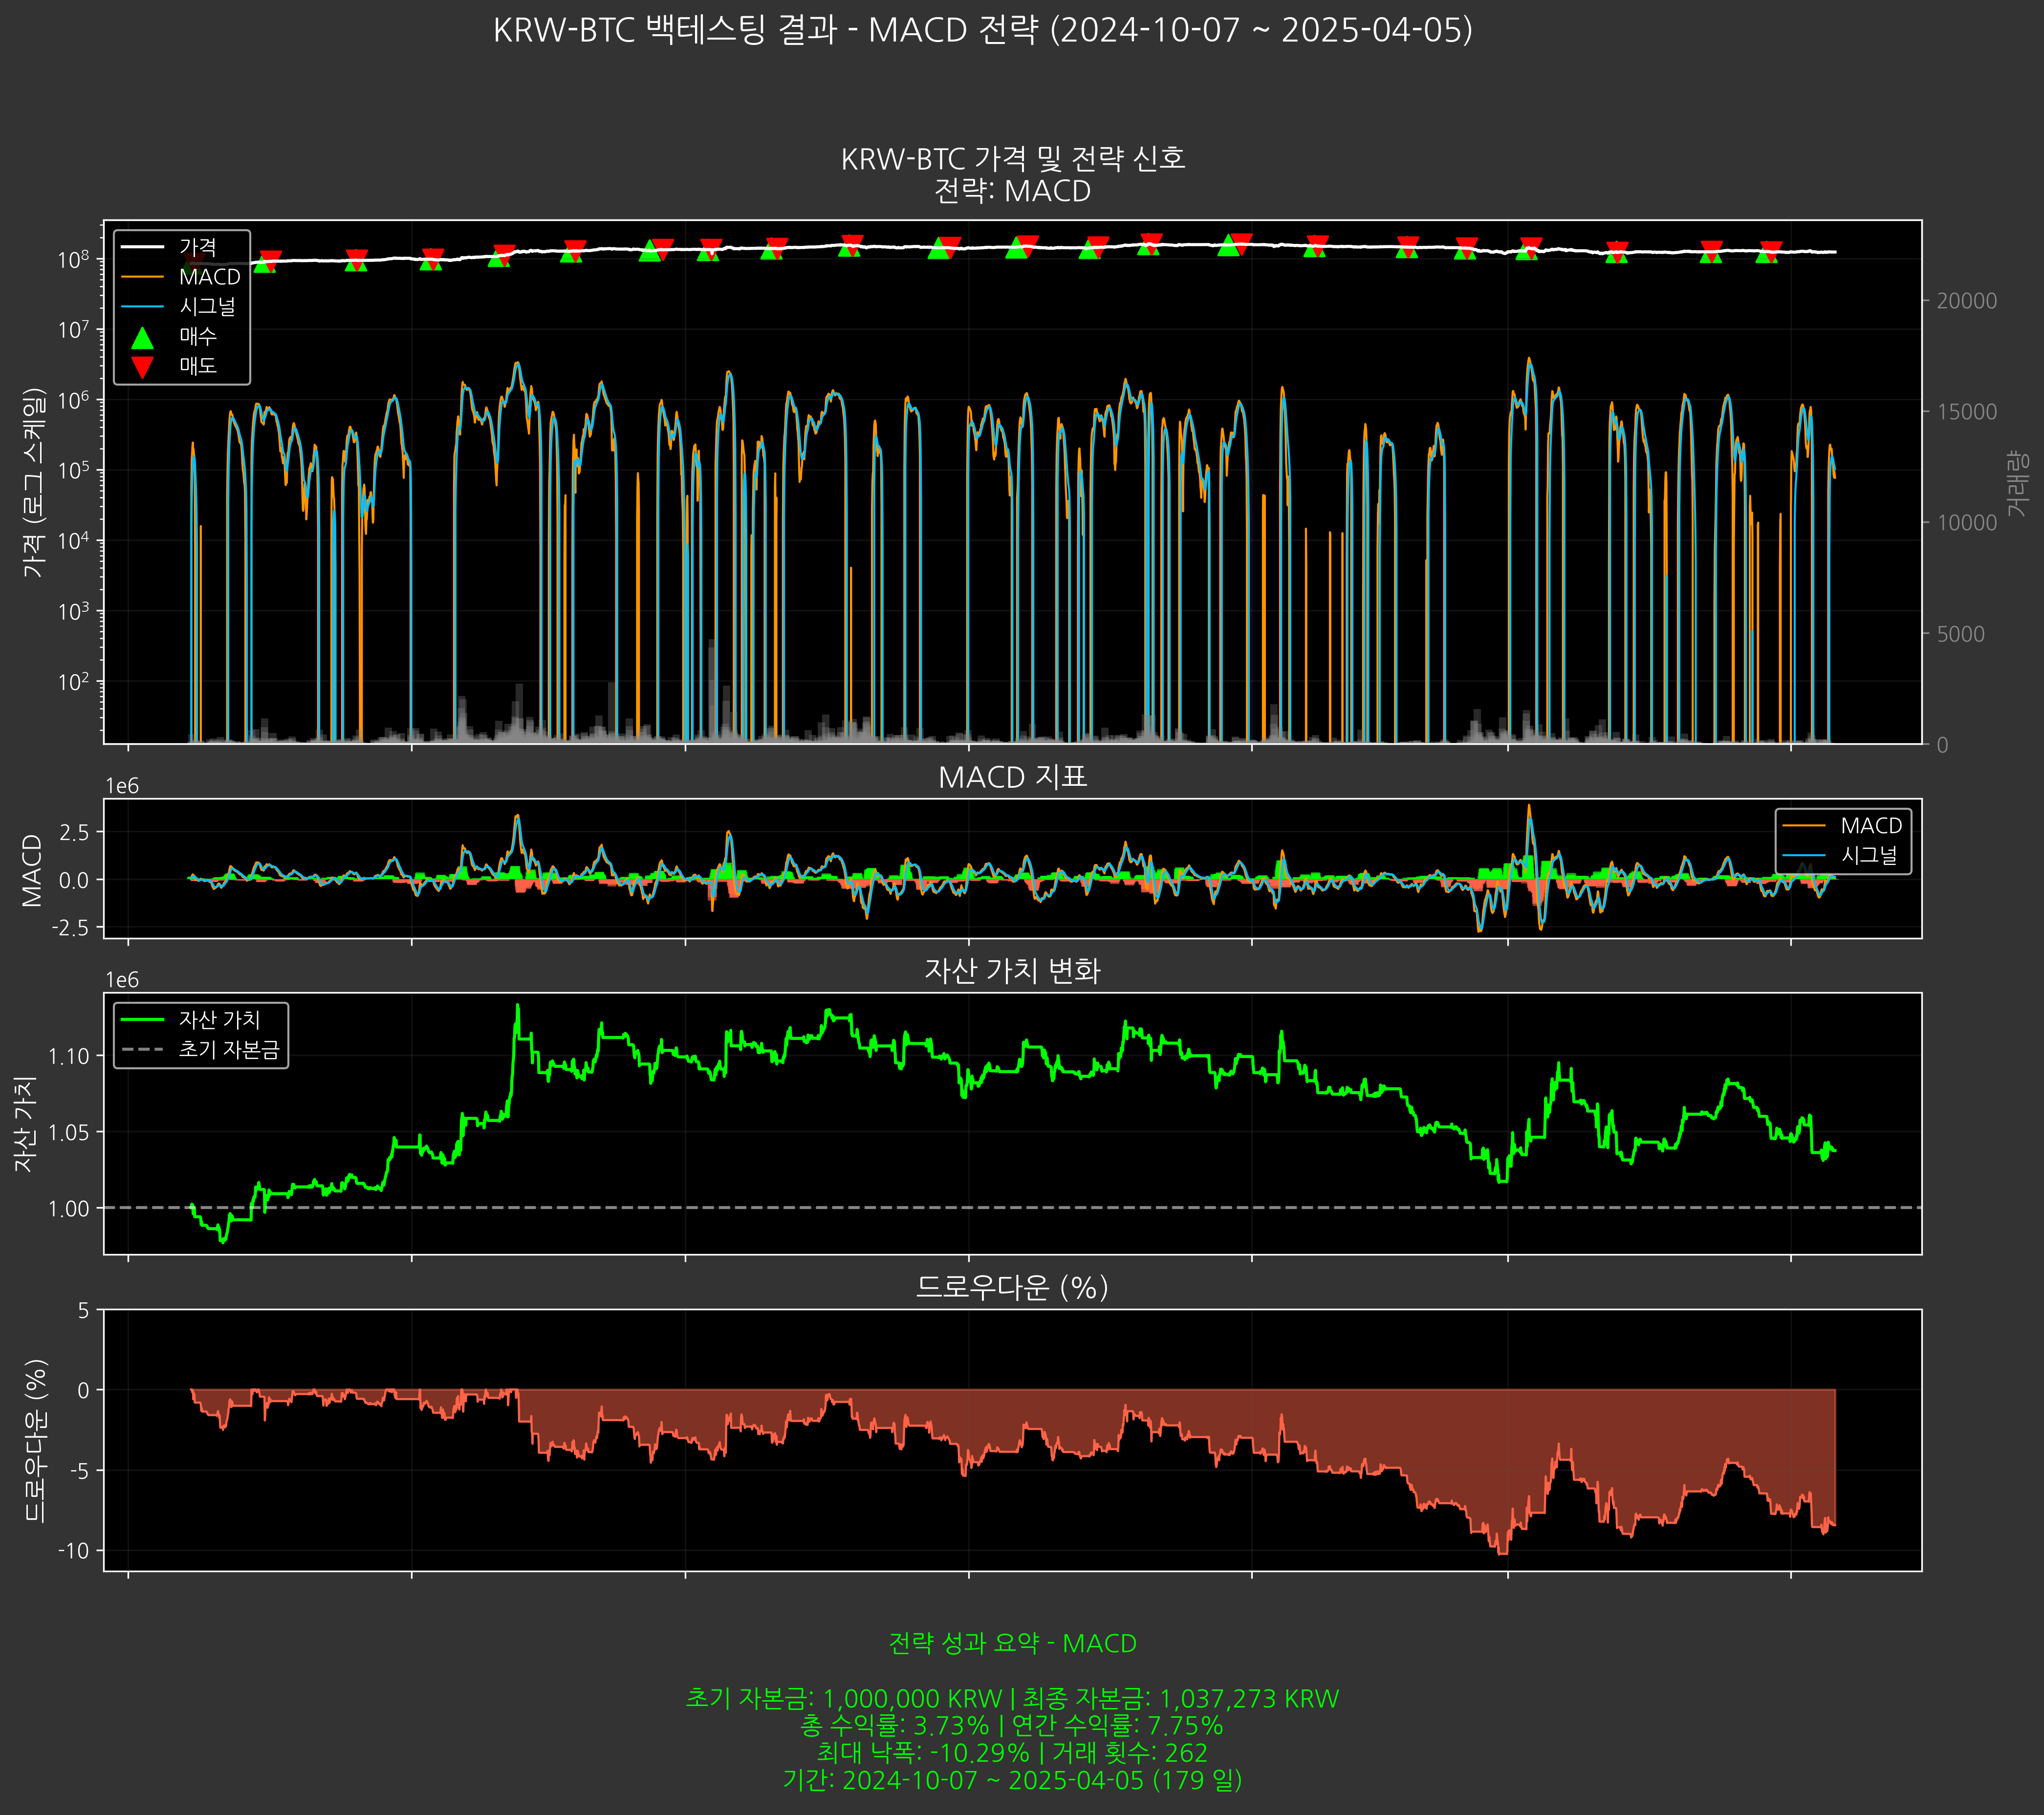 KRW-BTC 백테스팅 결과 - MACD 전략 (2024-10-07 ~ 2025-04-05)
KRW-BTC 가격 및 전략 신호
전략: MACD
가격
MACD
시그널
매수
매도
가격 (로그 스케일)
10⁸
10⁷
10⁶
10⁵
10⁴
10³
10²
20000
15000
10000
5000
0
거래량
MACD 지표
1e6
MACD
2.5
0.0
-2.5
MACD
시그널
자산 가치 변화
1e6
자산 가치
초기 자본금
자산 가치
1.10
1.05
1.00
드로우다운 (%)
드로우다운 (%)
5
0
-5
-10
전략 성과 요약 - MACD
초기 자본금: 1,000,000 KRW | 최종 자본금: 1,037,273 KRW
총 수익률: 3.73% | 연간 수익률: 7.75%
최대 낙폭: -10.29% | 거래 횟수: 262
기간: 2024-10-07 ~ 2025-04-05 (179 일)